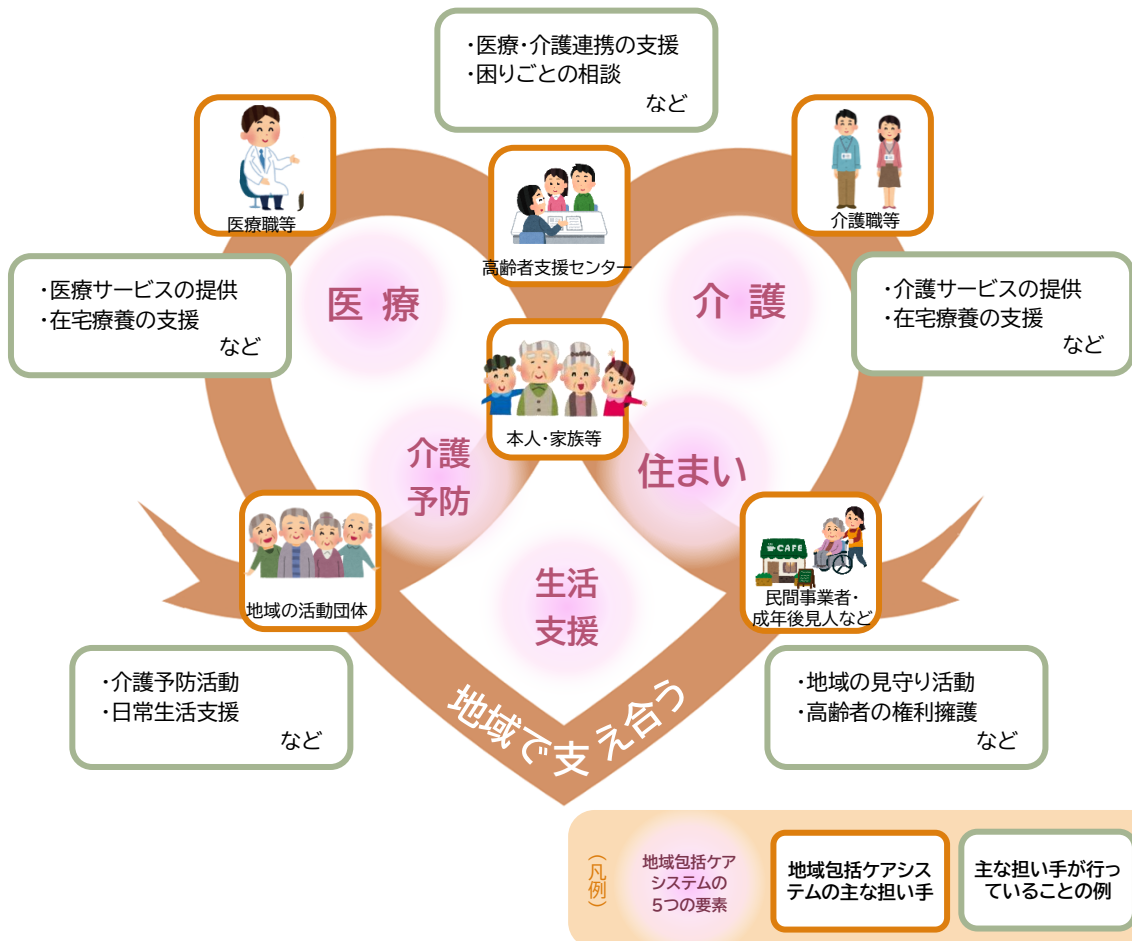 ・医療・介護連携の支援
・困りごとの相談
など
医療職等
高齢者支援センター
介護職等
・医療サービスの提供
・在宅療養の支援
など
医療
介護
・介護サービスの提供
・在宅療養の支援
など
本人・家族等
介護
予防
住まい
地域の活動団体
生活
支援
CAFE
民間事業者・
成年後見人など
・介護予防活動
・日常生活支援
など
地域で支え合う
・地域の見守り活動
・高齢者の権利擁護
など
（凡例）
地域包括ケア
システムの
5つの要素
地域包括ケアシス
テムの主な担い手
主な担い手が行っ
ていることの例